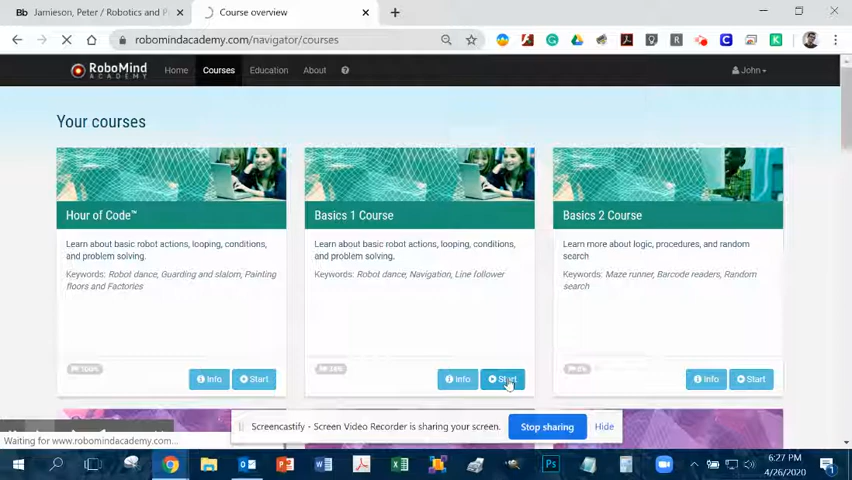 Bb Jamieson, Peter / Robotics and P
Course overview
robomindacademy.com/navigator/courses
ROBOMIND
ACADEMY
Home Courses Education About
John
Your courses
Hour of Code™
Learn about basic robot actions, looping, conditions,
and problem solving.
Keywords: Robot dance, Guarding and slalom, Painting
floors and Factories
100%
Info Start
Basics 1 Course
Learn about basic robot actions, looping, conditions,
and problem solving.
Keywords: Robot dance, Navigation, Line follower
Info Start
Basics 2 Course
Learn more about logic, procedures, and random
search
Keywords: Maze runner, Barcode readers, Random
search
Info Start
Screencastify - Screen Video Recorder is sharing your screen.
Stop sharing
Hide
Waiting for www.robomindacademy.com...
6:27 PM
4/26/2020